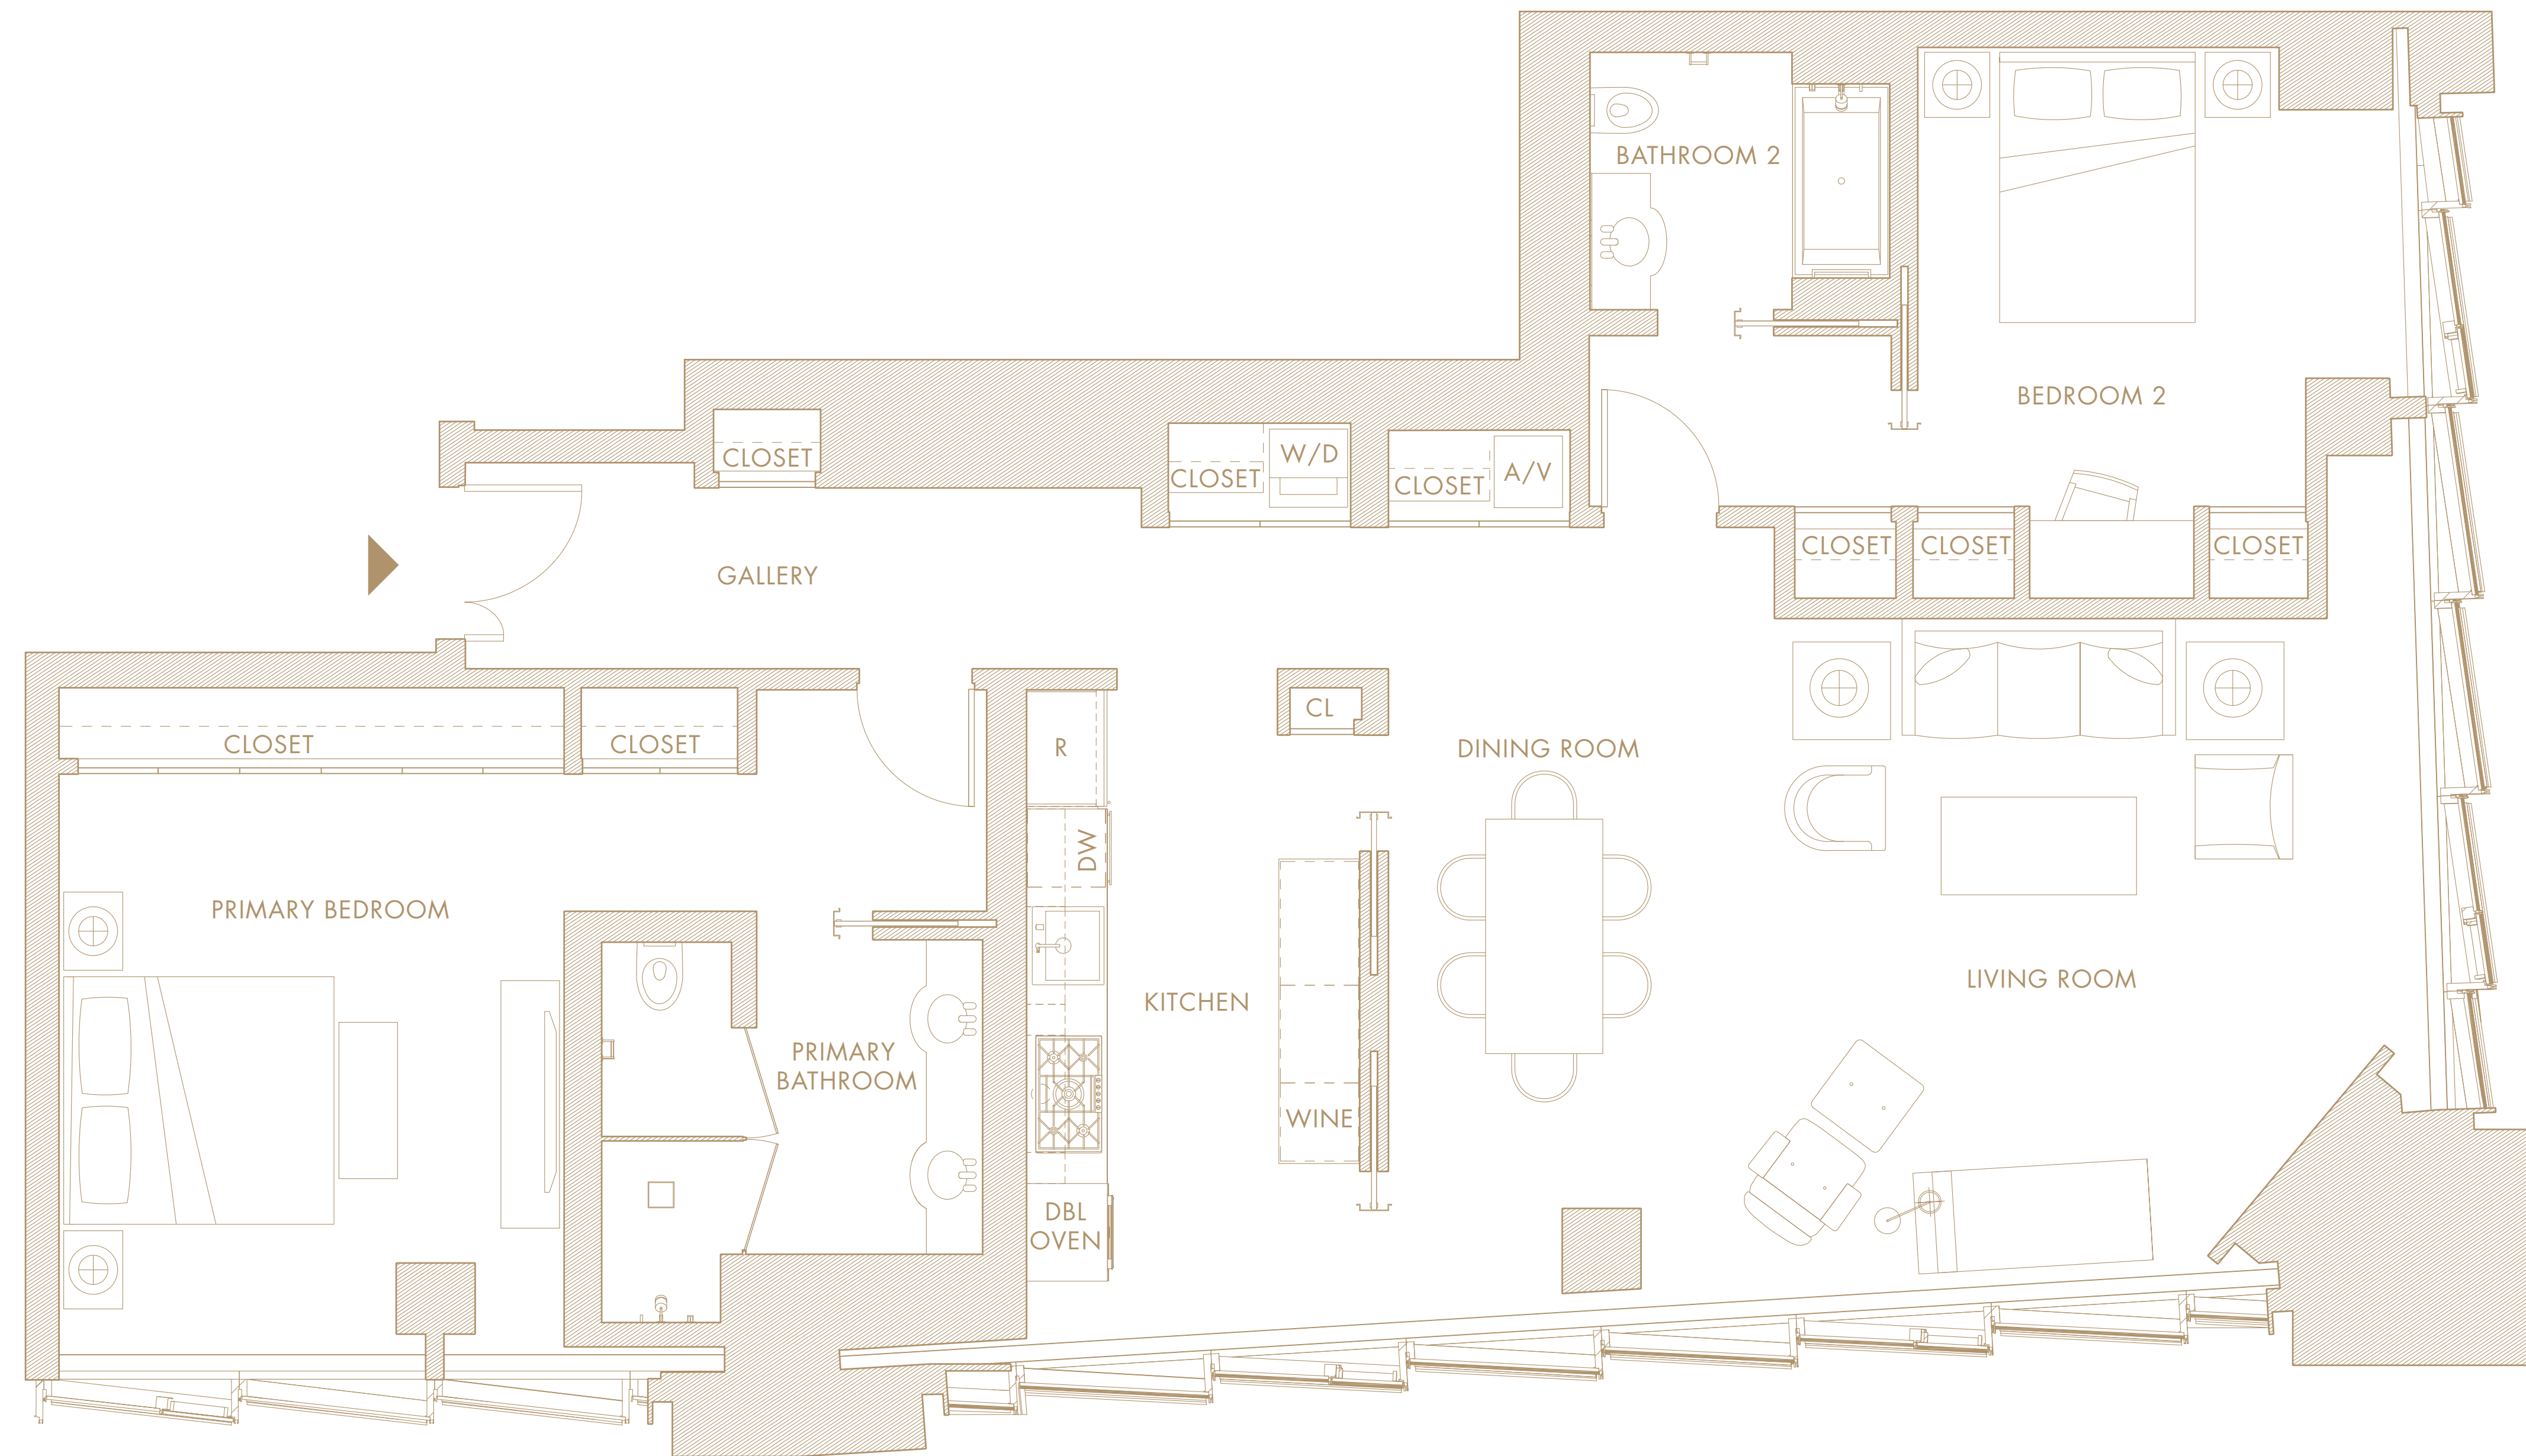 BATHROOM 2
BEDROOM 2
CLOSET
CLOSET
W/D
CLOSET
A/V
CLOSET
CLOSET
CLOSET
GALLERY
CLOSET
CLOSET
R
CL
DINING ROOM
DW
PRIMARY BEDROOM
LIVING ROOM
KITCHEN
PRIMARY
BATHROOM
WINE
DBL
OVEN